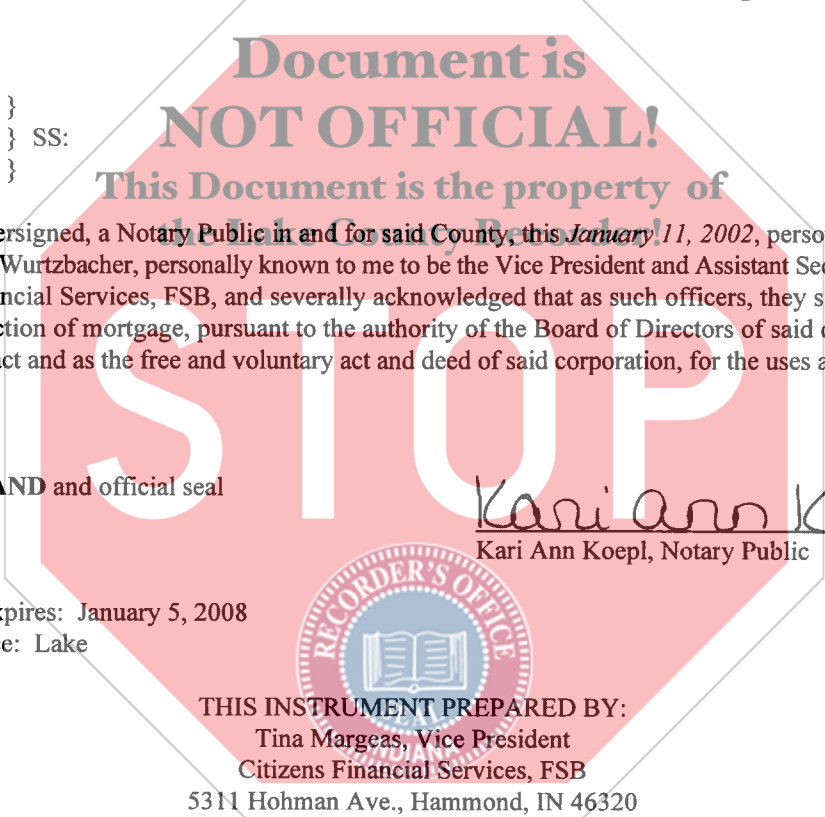 Document is
NOT OFFICIAL!
}
} SS:
}
This Document is the property of
the Lake County Recorder!
ersigned, a Notary Public in and for said County, this January 11, 2002, perso
Wurtzbacher, personally known to me to be the Vice President and Assistant Sec
ncial Services, FSB, and severally acknowledged that as such officers, they s
ction of mortgage, pursuant to the authority of the Board of Directors of said c
ct and as the free and voluntary act and deed of said corporation, for the uses a
STOP
AND and official seal
Kari Ann K
Kari Ann Koepl, Notary Public
RECORDER'S OFFICE
xpires: January 5, 2008
e: Lake
THIS INSTRUMENT PREPARED BY:
SEAL
Tina Margeas, Vice President
INDIANA
Citizens Financial Services, FSB
5311 Hohman Ave., Hammond, IN 46320